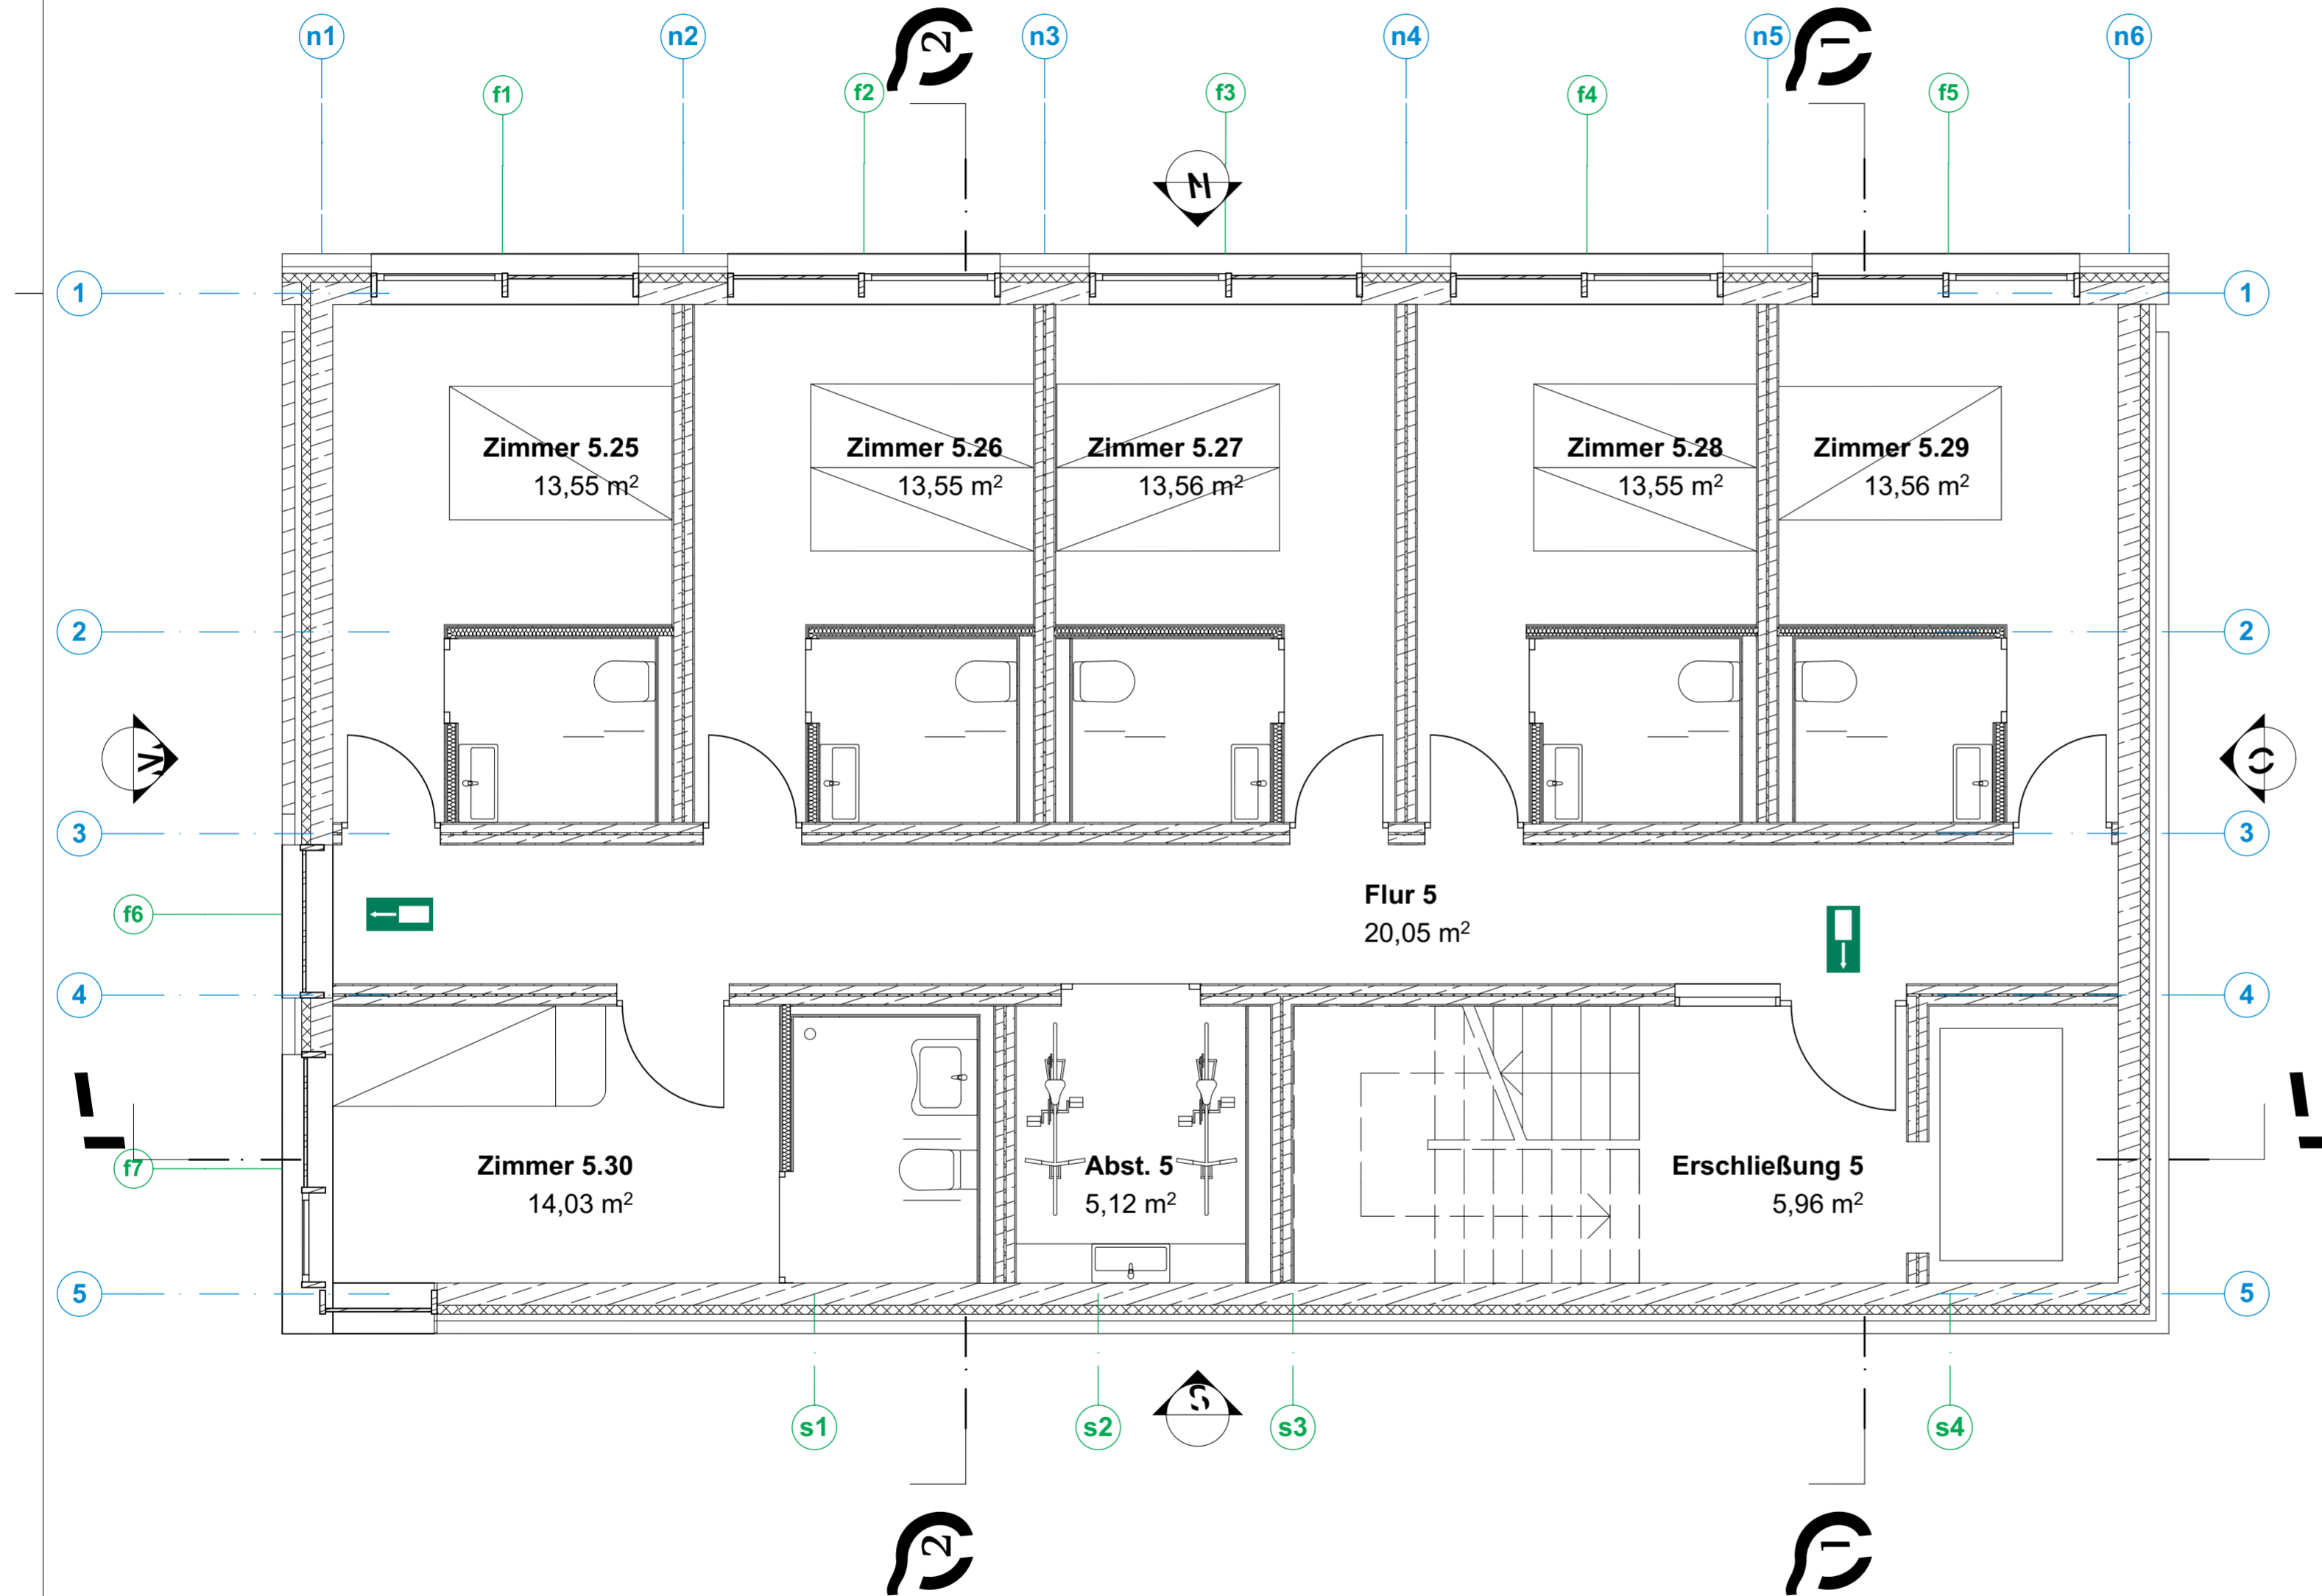 n1 n2 2 n3 n4 n5 1 n6
f1 f2 f3 f4 f5
N
1 1
Zimmer 5.25 Zimmer 5.26 Zimmer 5.27 Zimmer 5.28 Zimmer 5.29
13,55 m² 13,55 m² 13,56 m² 13,55 m² 13,56 m²
2 2
W O
3 3
Flur 5
f6
20,05 m²
4 4
Zimmer 5.30 Abst. 5 Erschließung 5
f7
14,03 m² 5,12 m² 5,96 m²
5 5
s1 s2 S s3 s4
2 1